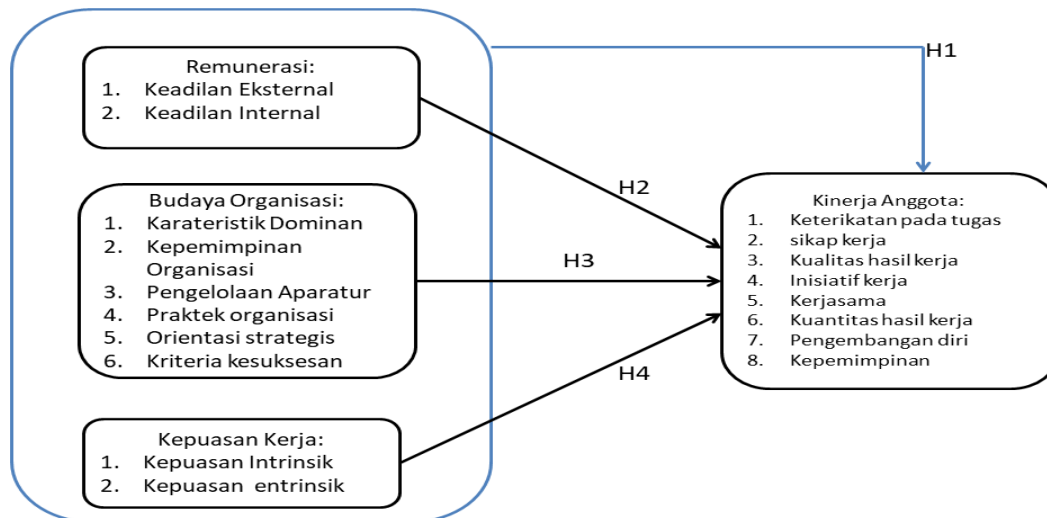 Remunerasi:
1. Keadilan Eksternal
2. Keadilan Internal
Budaya Organisasi:
1. Karateristik Dominan
2. Kepemimpinan
Organisasi
3. Pengelolaan Aparatur
4. Praktek organisasi
5. Orientasi strategis
6. Kriteria kesuksesan
Kepuasan Kerja:
1. Kepuasan Intrinsik
2. Kepuasan entrinsik
H1
H2
H3
H4
Kinerja Anggota:
1. Keterikatan pada tugas
2. sikap kerja
3. Kualitas hasil kerja
4. Inisiatif kerja
5. Kerjasama
6. Kuantitas hasil kerja
7. Pengembangan diri
8. Kepemimpinan